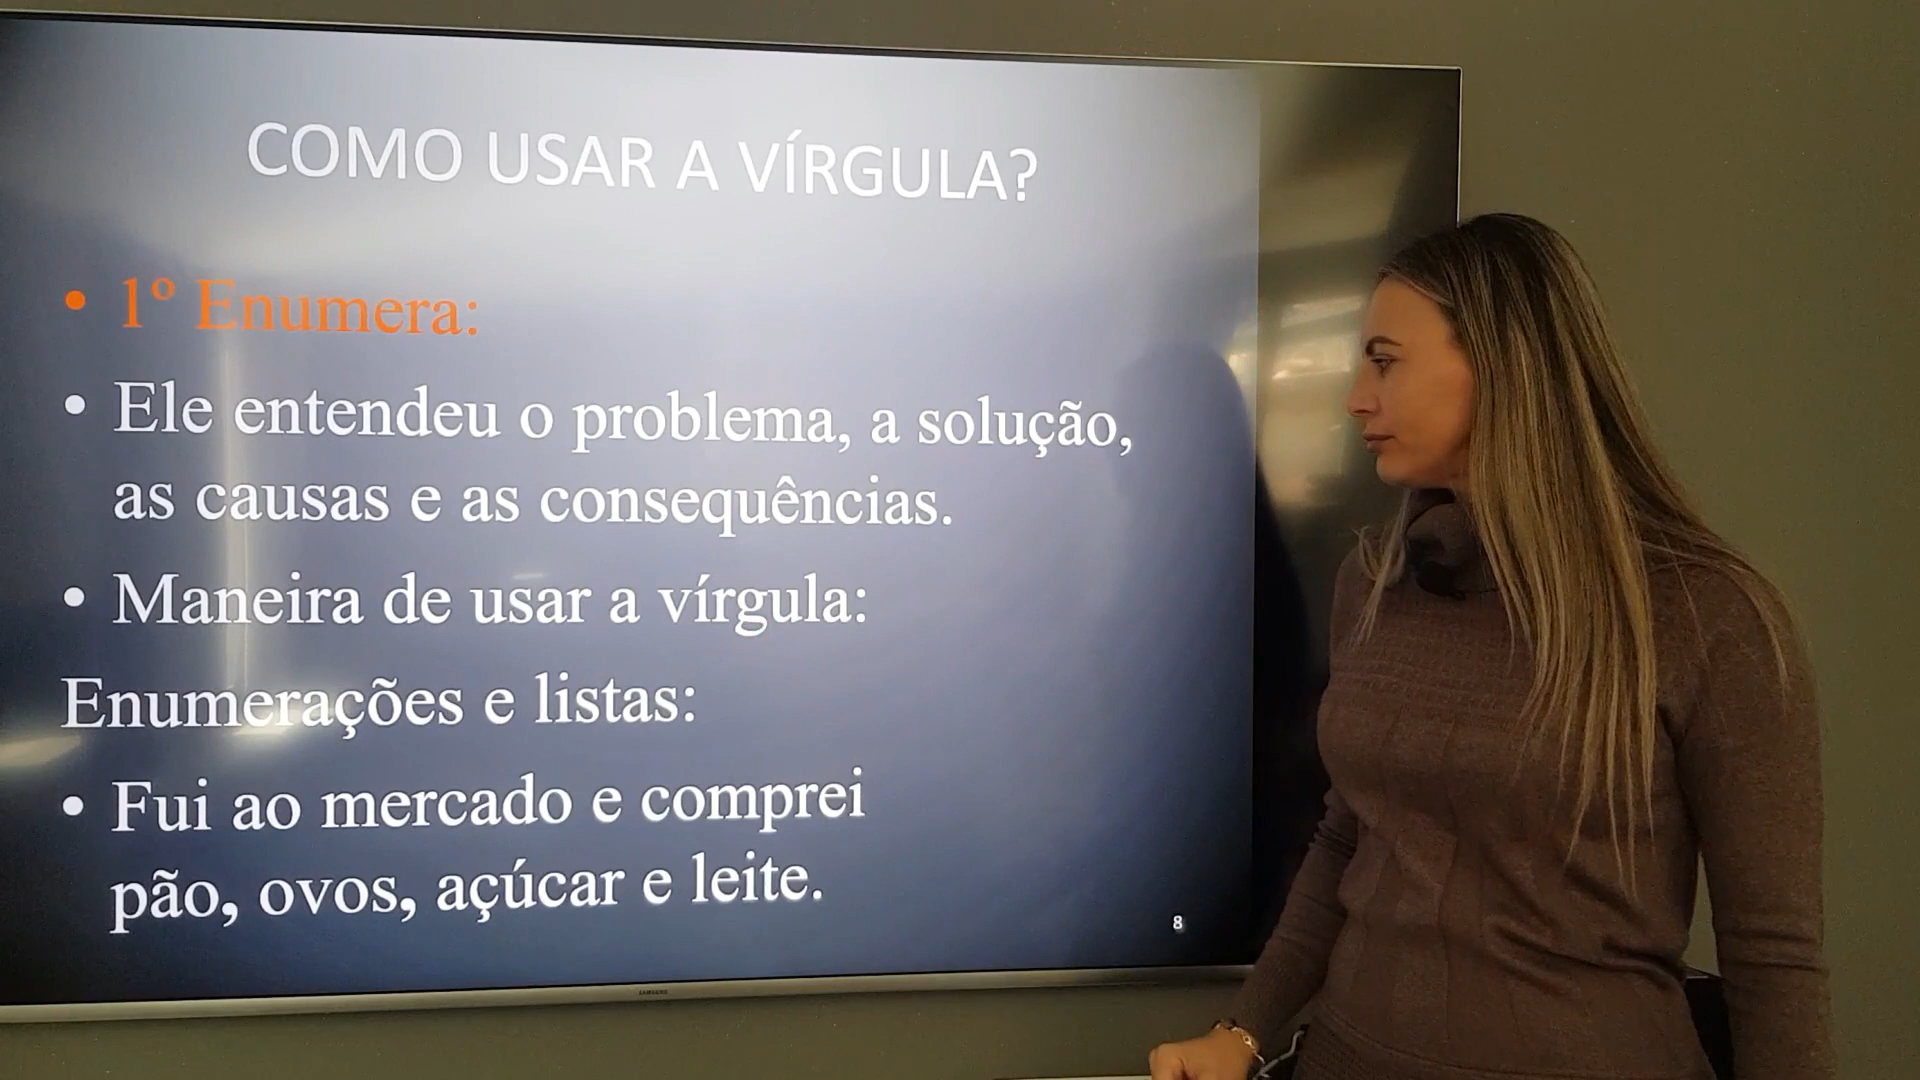 COMO USAR A VÍRGULA?
• 1º Enumera:
• Ele entendeu o problema, a solução,
as causas e as consequências.
• Maneira de usar a vírgula:
Enumerações e listas:
• Fui ao mercado e comprei
pão, ovos, açúcar e leite.
8
SAMSUNG